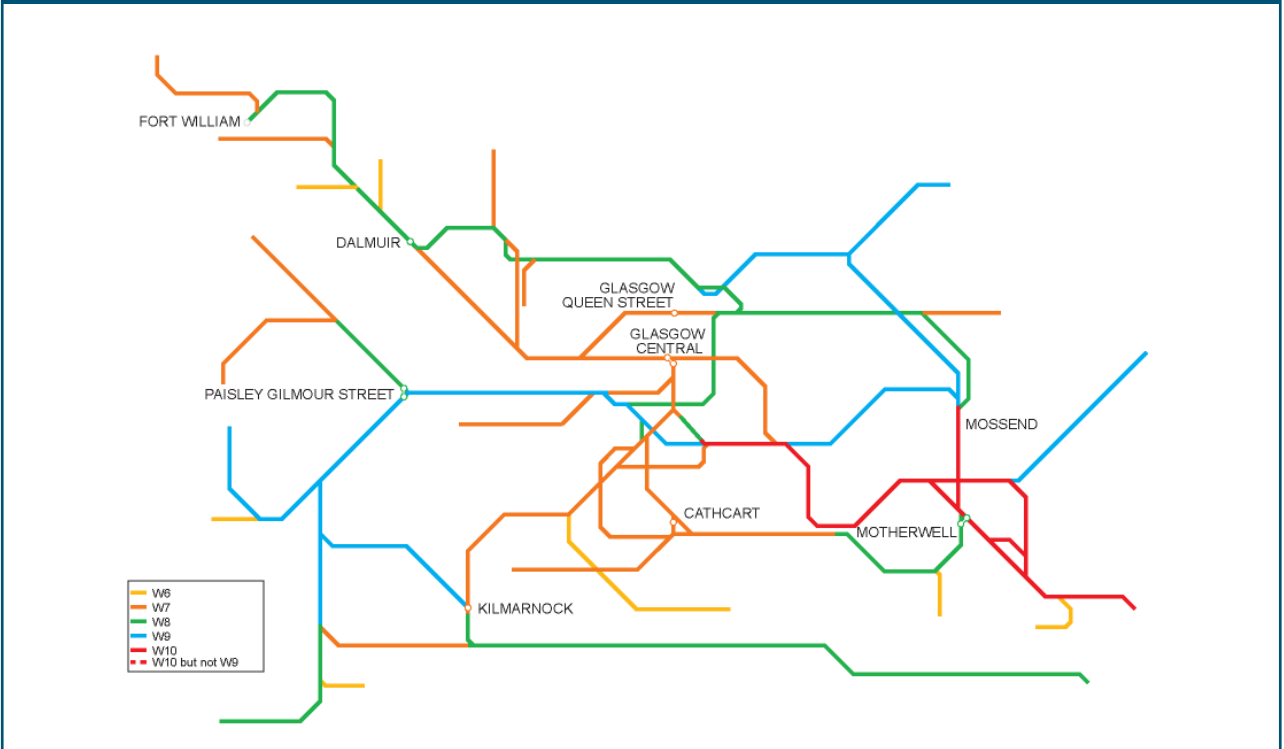 FORT WILLIAM
DALMUIR
GLASGOW
QUEEN STREET
GLASGOW
CENTRAL
PAISLEY GILMOUR STREET
MOSSEND
CATHCART
MOTHERWELL
KILMARNOCK
W6
W7
W8
W9
W10
W10 but not W9